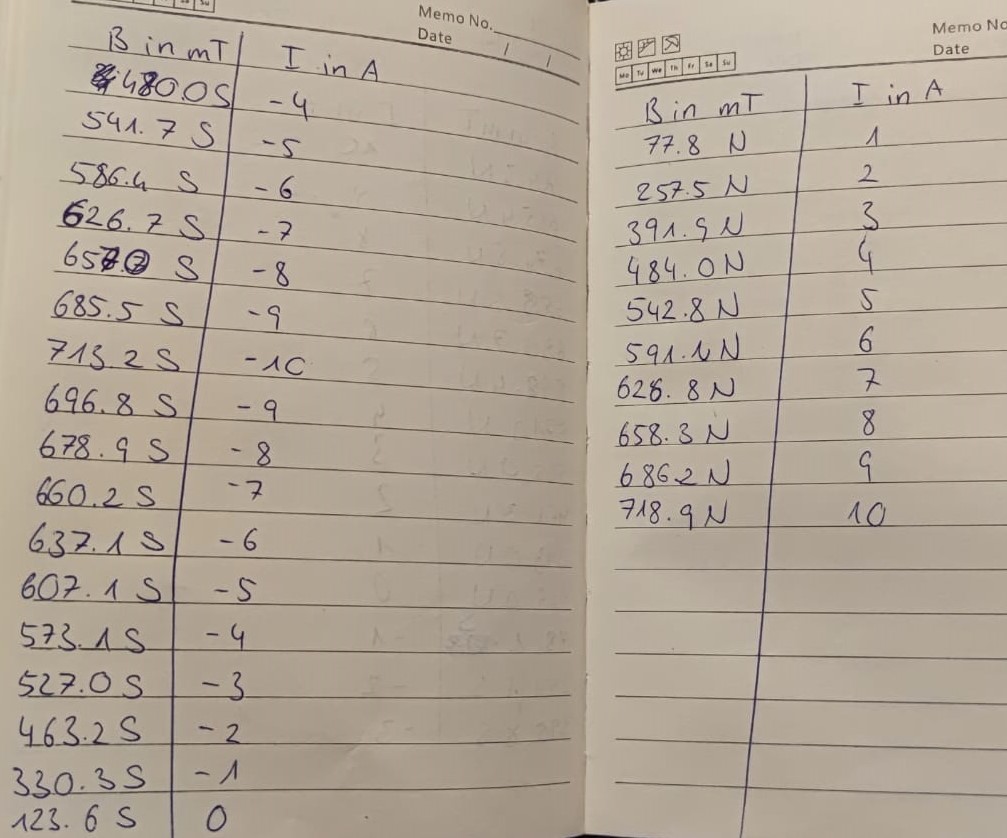 Memo No.
Date / /
B in mT I in A
480.0 S -4
541.7 S -5
586.4 S -6
626.7 S -7
S -8
685.5 S -9
713.2 S -10
696.8 S -9
678.9 S -8
660.2 S -7
637.1 S -6
607.1 S -5
573.1 S -4
527.0 S -3
463.2 S -2
330.3 S -1
123.6 S 0
Memo No
Date
Mo Tu We Th Fr Sa Su
B in mT I in A
77.8 N 1
257.5 N 2
391.9 N 3
484.0 N 4
542.8 N 5
591.1 N 6
626.8 N 7
658.3 N 8
686.2 N 9
718.9 N 10